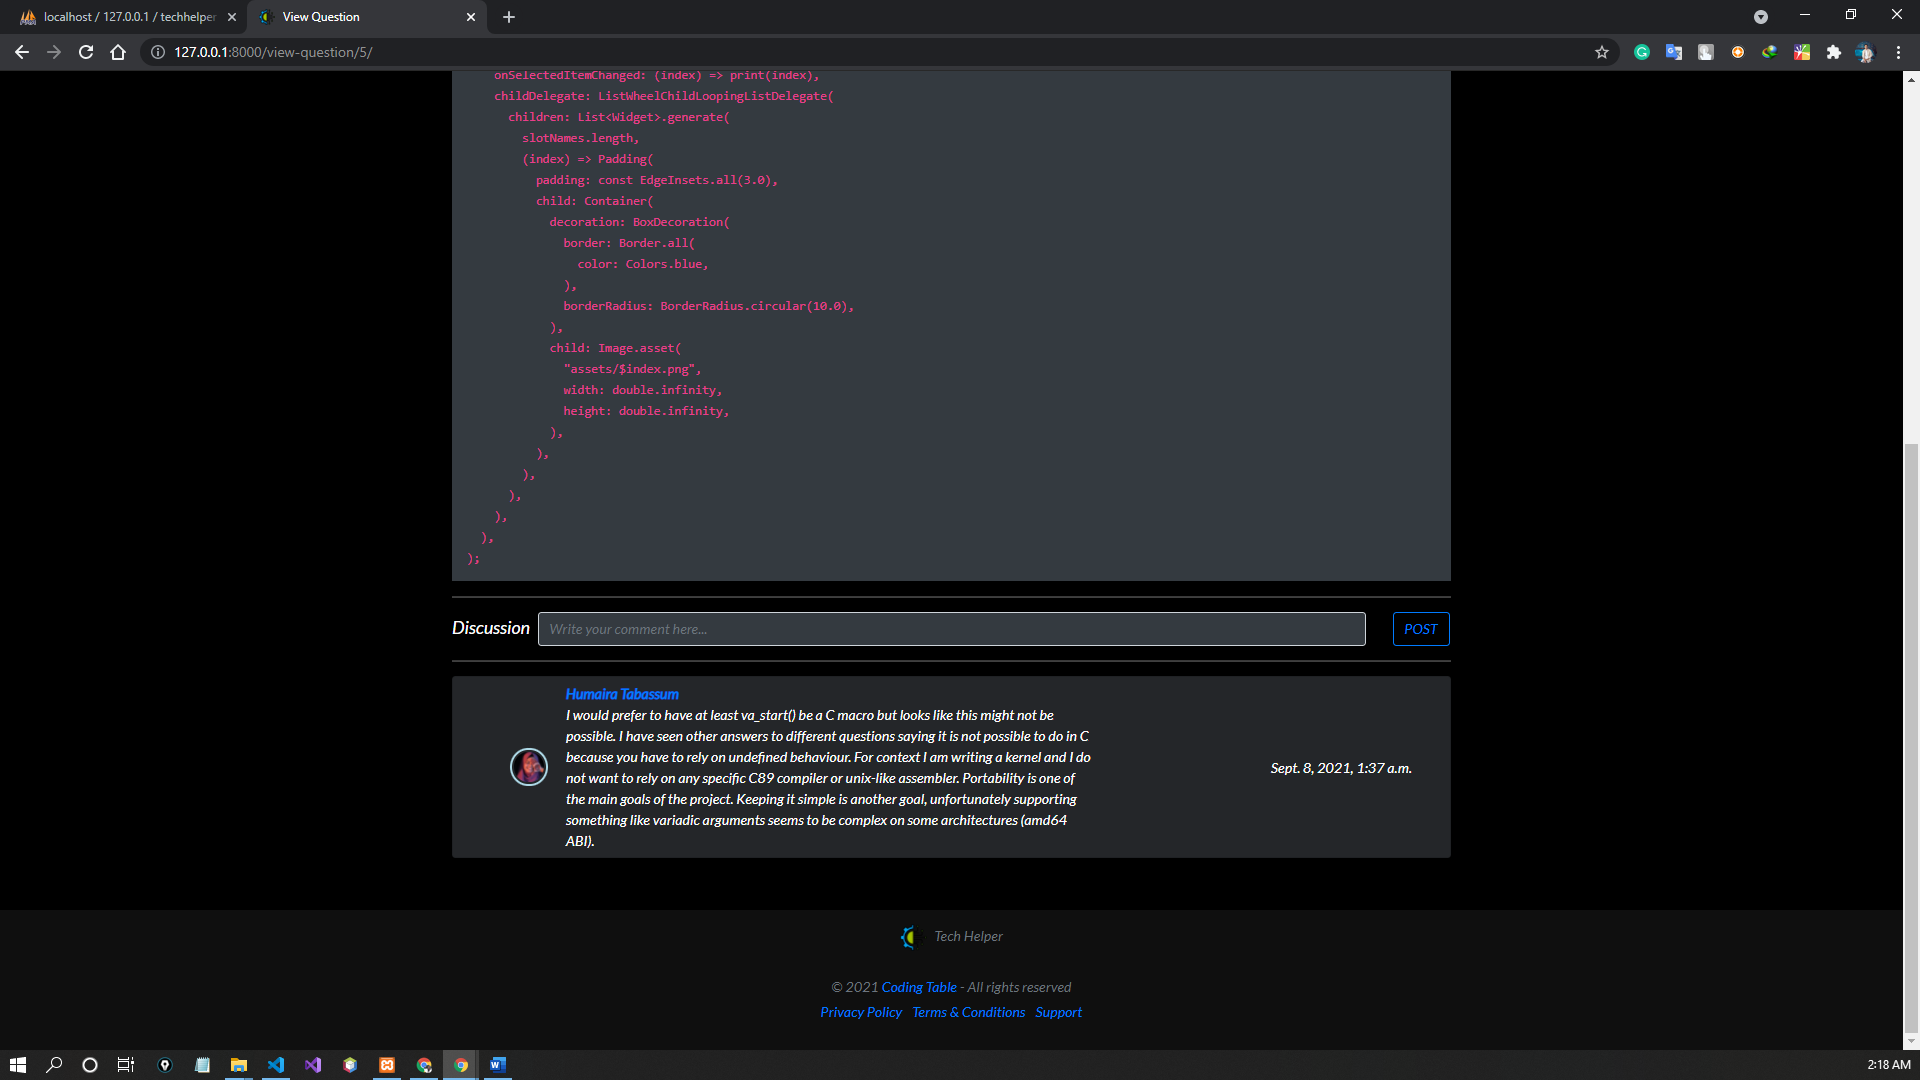 localhost / 127.0.0.1 / techhelper
View Question
127.0.0.1:8000/view-question/5/
onSelectedItemChanged: (index) => print(index),
childDelegate: ListWheelChildLoopingListDelegate(
children: List<Widget>.generate(
slotNames.length,
(index) => Padding(
padding: const EdgeInsets.all(3.0),
child: Container(
decoration: BoxDecoration(
border: Border.all(
color: Colors.blue,
),
borderRadius: BorderRadius.circular(10.0),
),
child: Image.asset(
"assets/$index.png",
width: double.infinity,
height: double.infinity,
),
),
),
),
),
),
);
Discussion
Write your comment here...
POST
Humaira Tabassum
I would prefer to have at least va_start() be a C macro but looks like this might not be
possible. I have seen other answers to different questions saying it is not possible to do in C
because you have to rely on undefined behaviour. For context I am writing a kernel and I do
not want to rely on any specific C89 compiler or unix-like assembler. Portability is one of
the main goals of the project. Keeping it simple is another goal, unfortunately supporting
something like variadic arguments seems to be complex on some architectures (amd64
ABI).
Sept. 8, 2021, 1:37 a.m.
Tech Helper
© 2021 Coding Table - All rights reserved
Privacy Policy Terms & Conditions Support
2:18 AM